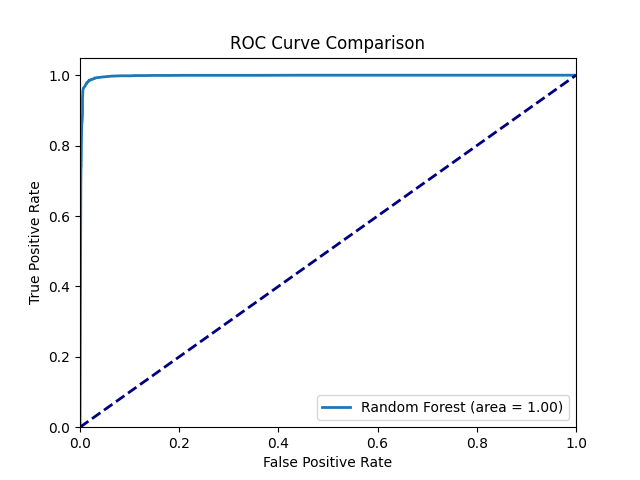 ROC Curve Comparison
True Positive Rate
1.0
0.8
0.6
0.4
0.2
0.0
Random Forest (area = 1.00)
0.0 0.2 0.4 0.6 0.8 1.0
False Positive Rate